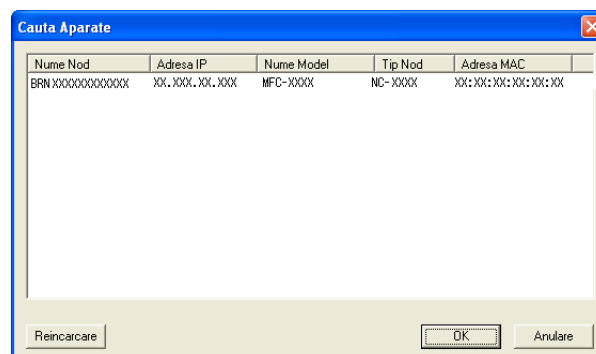 Cauta Aparate
Nume Nod Adresa IP Nume Model Tip Nod Adresa MAC
BRNXXXXXXXXXXXX XX.XXX.XX.XXX MFC-XXXX NC-XXXX XX:XX:XX:XX:XX:XX
Reincarcare OK Anulare